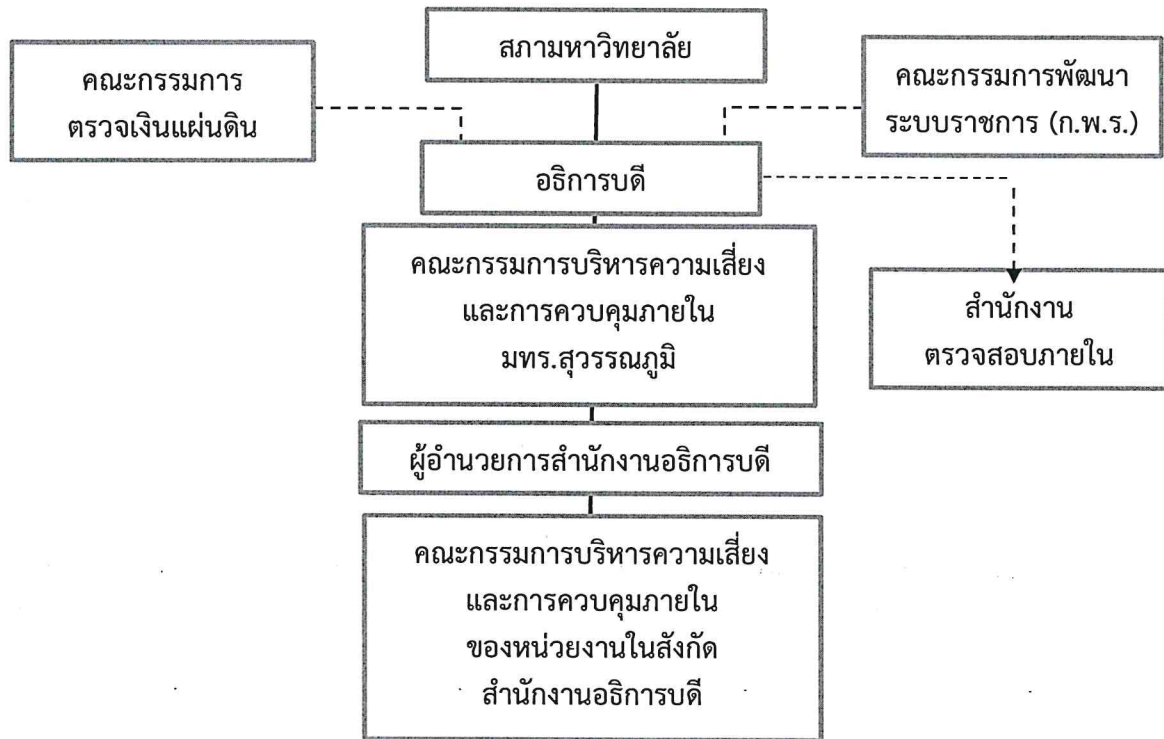 สภามหาวิทยาลัย
คณะกรรมการ
ตรวจเงินแผ่นดิน
คณะกรรมการพัฒนา
ระบบราชการ (ก.พ.ร.)
อธิการบดี
คณะกรรมการบริหารความเสี่ยง
และการควบคุมภายใน
มทร.สุวรรณภูมิ
สำนักงาน
ตรวจสอบภายใน
ผู้อำนวยการสำนักงานอธิการบดี
คณะกรรมการบริหารความเสี่ยง
และการควบคุมภายใน
ของหน่วยงานในสังกัด
สำนักงานอธิการบดี